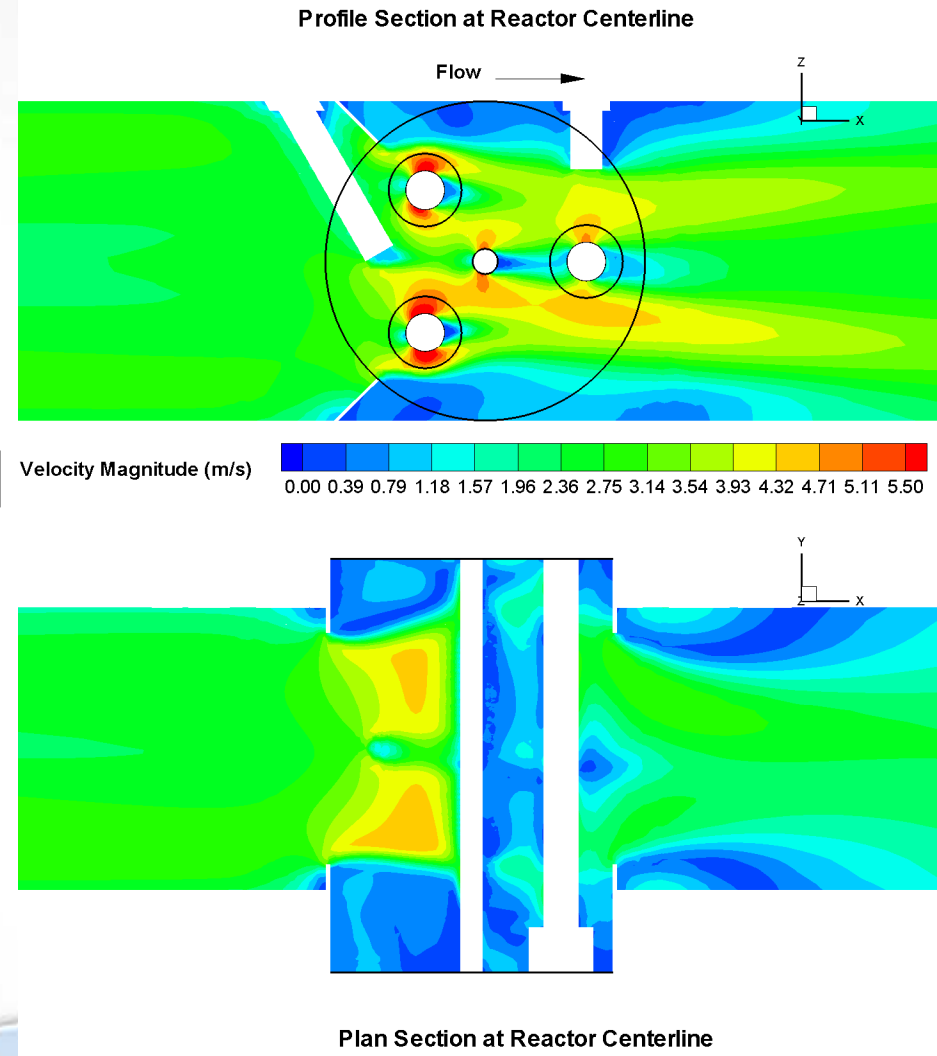 Profile Section at Reactor Centerline
Flow
Z
X
Velocity Magnitude (m/s)
0.00 0.39 0.79 1.18 1.57 1.96 2.36 2.75 3.14 3.54 3.93 4.32 4.71 5.11 5.50
Y
Z X
Plan Section at Reactor Centerline